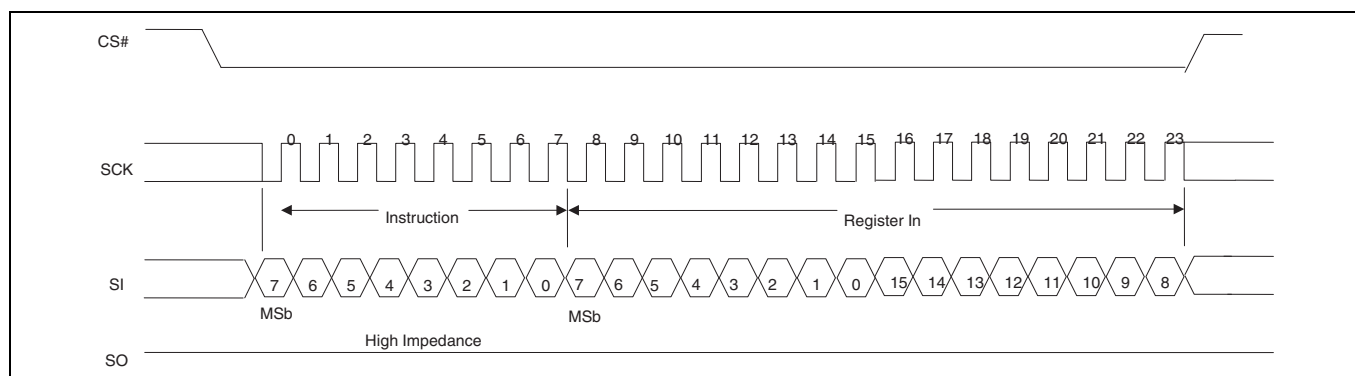 CS#
0 1 2 3 4 5 6 7 8 9 10 11 12 13 14 15 16 17 18 19 20 21 22 23
SCK
Instruction Register In
SI 7 6 5 4 3 2 1 0 7 6 5 4 3 2 1 0 15 14 13 12 11 10 9 8
MSb MSb
High Impedance
SO